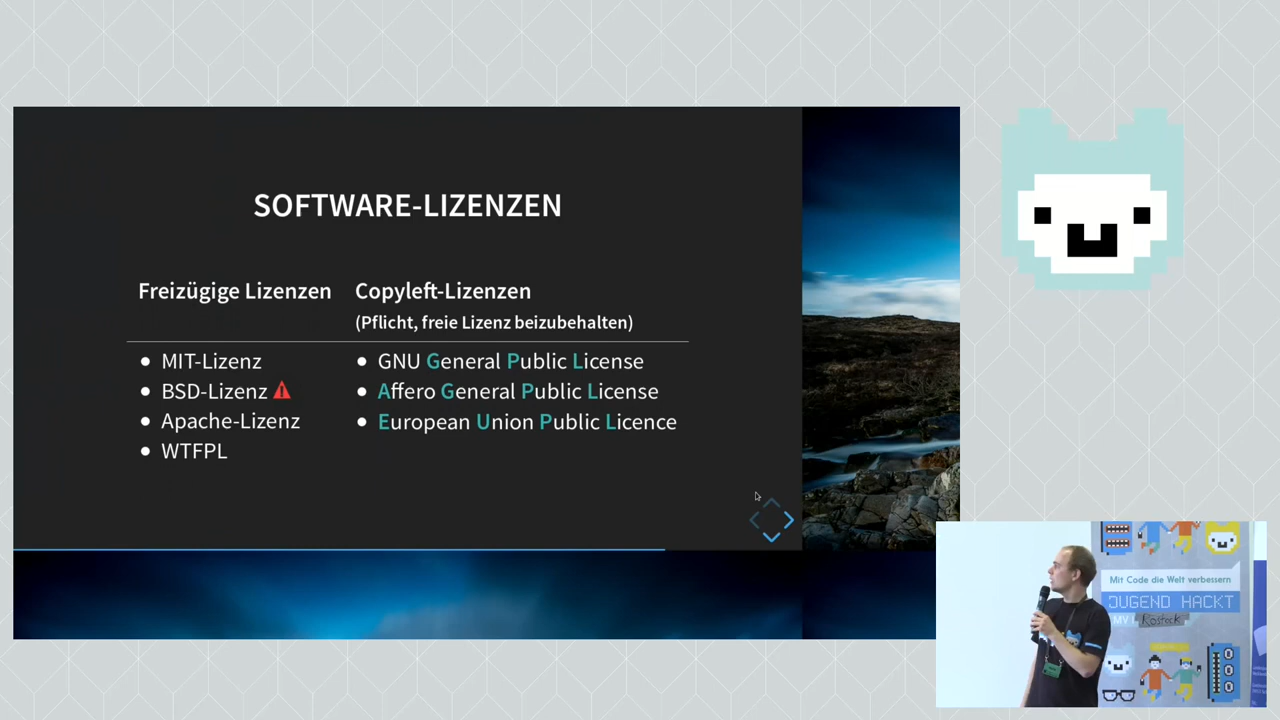 SOFTWARE-LIZENZEN
Freizügige Lizenzen
Copyleft-Lizenzen
(Pflicht, freie Lizenz beizubehalten)
MIT-Lizenz
BSD-Lizenz
Apache-Lizenz
WTFPL
GNU General Public License
Affero General Public License
European Union Public Licence
Mit Code die Welt verbessern
JUGEND HACKT
MV |
Rostock